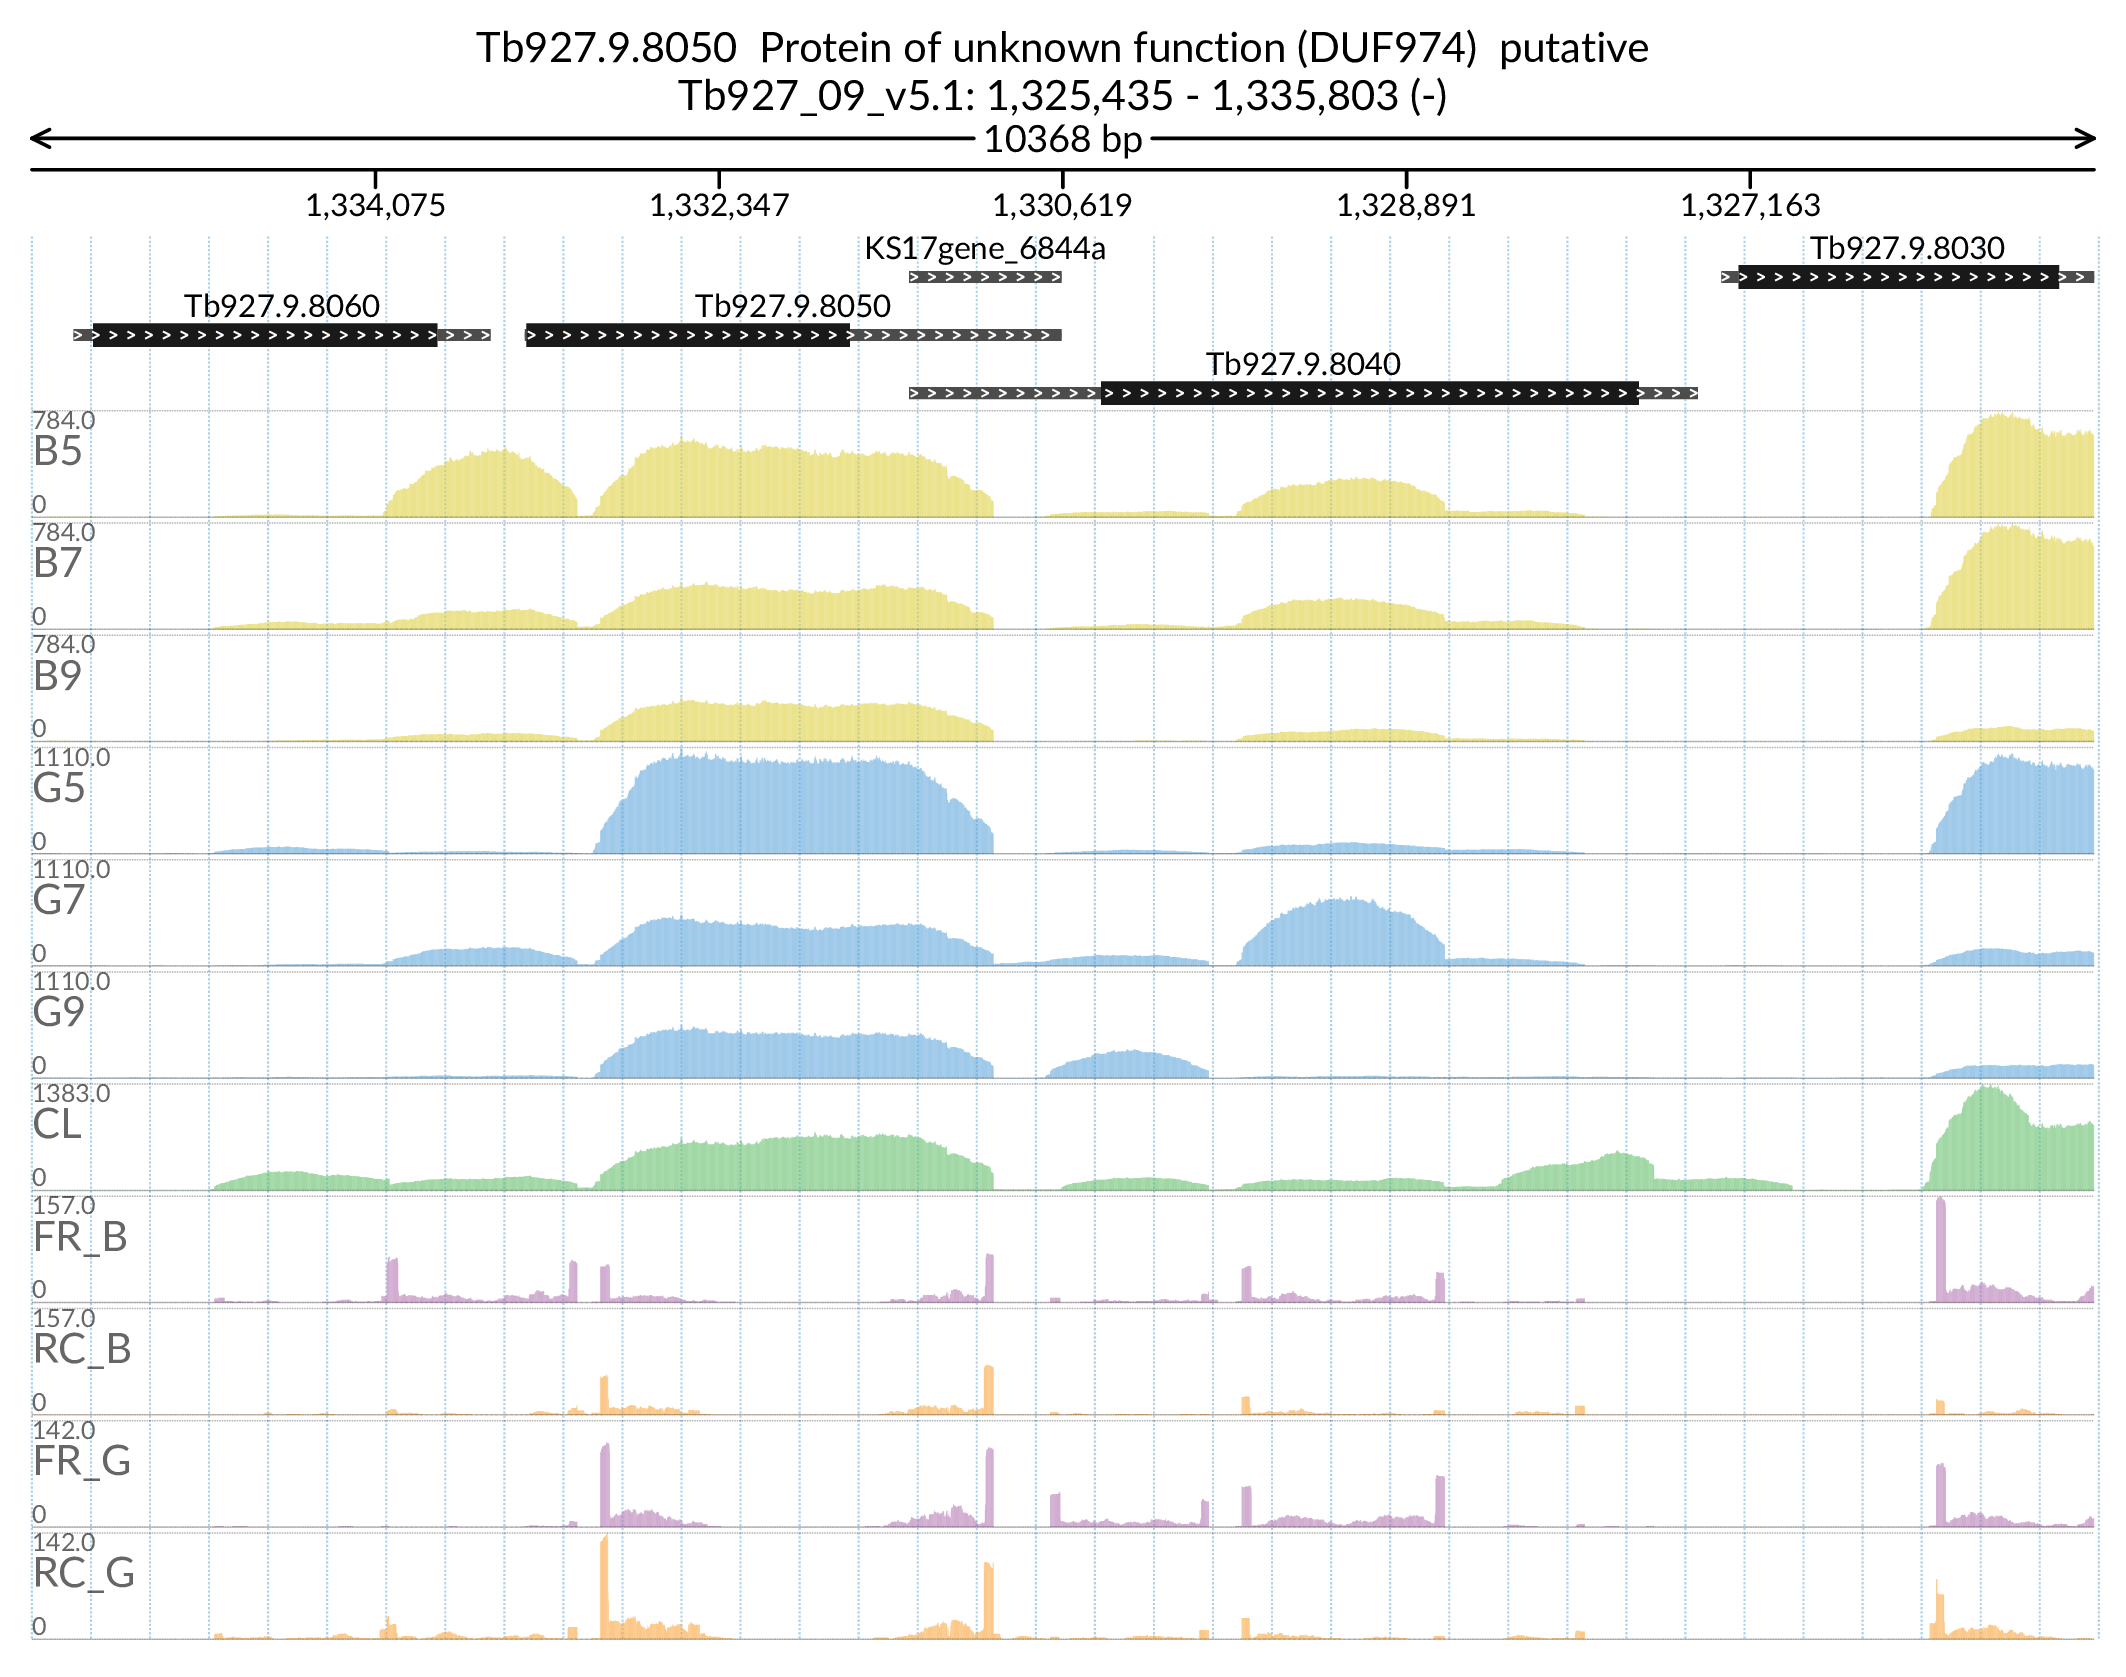 Tb927.9.8050  Protein of unknown function (DUF974)  putative
Tb927_09_v5.1: 1,325,435 - 1,335,803 (-)
10368 bp
1,334,075 1,332,347 1,330,619 1,328,891 1,327,163
KS17gene_6844a Tb927.9.8030
Tb927.9.8060 Tb927.9.8050
Tb927.9.8040
784.0
B5
0
784.0
B7
0
784.0
B9
0
1110.0
G5
0
1110.0
G7
0
1110.0
G9
0
1383.0
CL
0
157.0
FR_B
0
157.0
RC_B
0
142.0
FR_G
0
142.0
RC_G
0